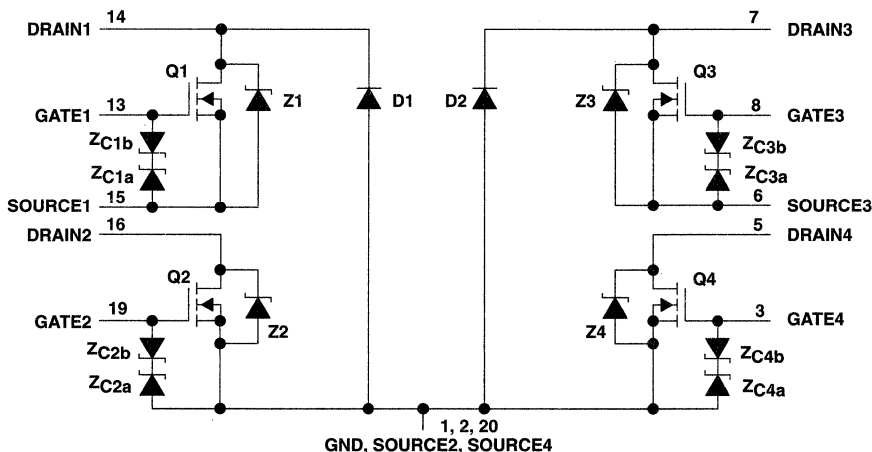 DRAIN1 14
7 DRAIN3
Q1
Z1
D1
D2
Z3
Q3
GATE1 13
8 GATE3
ZC1b
ZC3b
ZC1a
ZC3a
SOURCE1 15
6 SOURCE3
DRAIN2 16
5 DRAIN4
Q2
Q4
GATE2 19
3 GATE4
Z2
Z4
ZC2b
ZC4b
ZC2a
ZC4a
1, 2, 20
GND, SOURCE2, SOURCE4